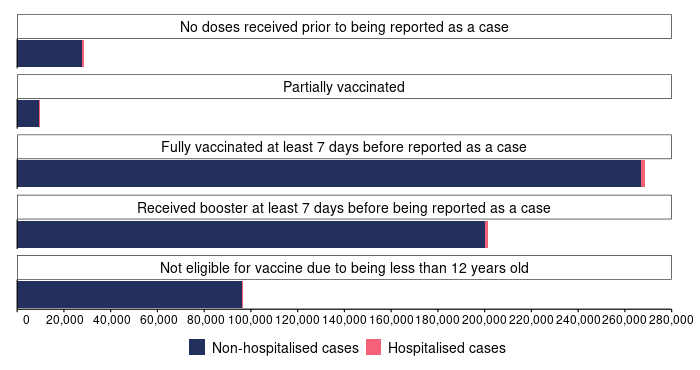 No doses received prior to being reported as a case
Partially vaccinated
Fully vaccinated at least 7 days before reported as a case
Received booster at least 7 days before being reported as a case
Not eligible for vaccine due to being less than 12 years old
0 20,000 40,000 60,000 80,000 100,000 120,000 140,000 160,000 180,000 200,000 220,000 240,000 260,000 280,000
Non-hospitalised cases Hospitalised cases